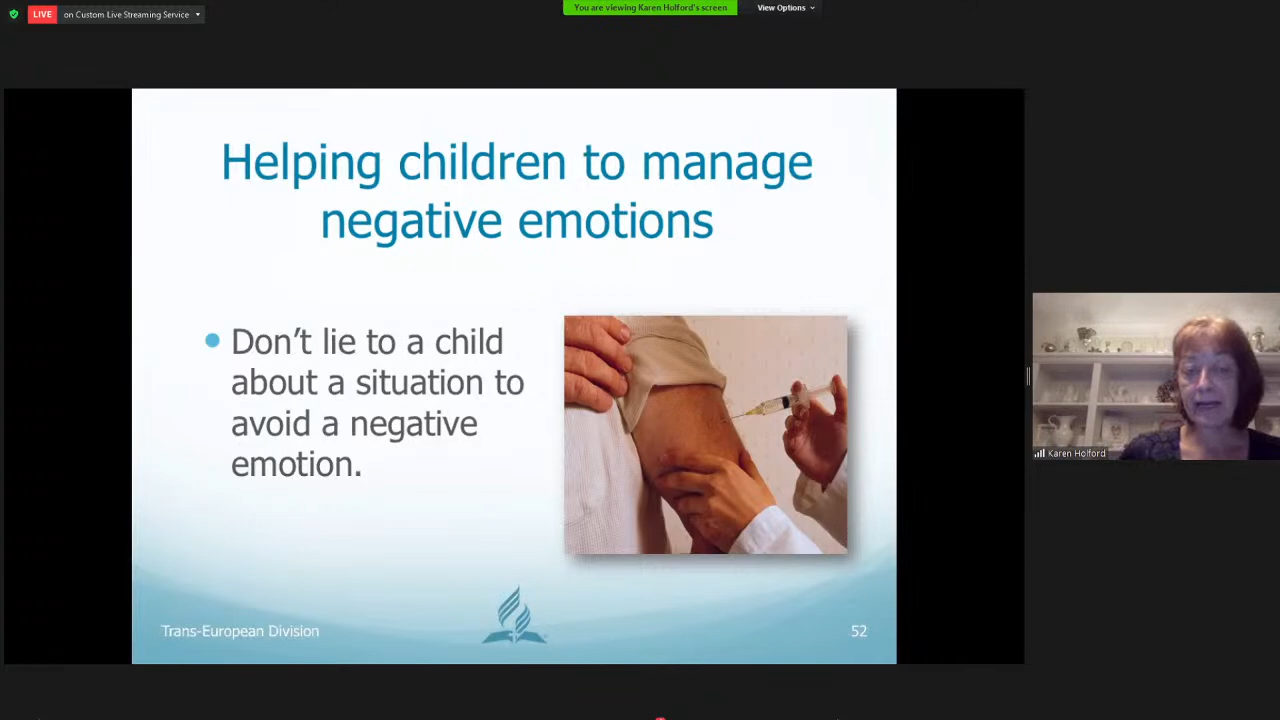 LIVE on Custom Live Streaming Service
You are viewing Karen Holford's screen
View Options
Helping children to manage
negative emotions
Don't lie to a child
about a situation to
avoid a negative
emotion.
Karen Holford
Trans-European Division
52